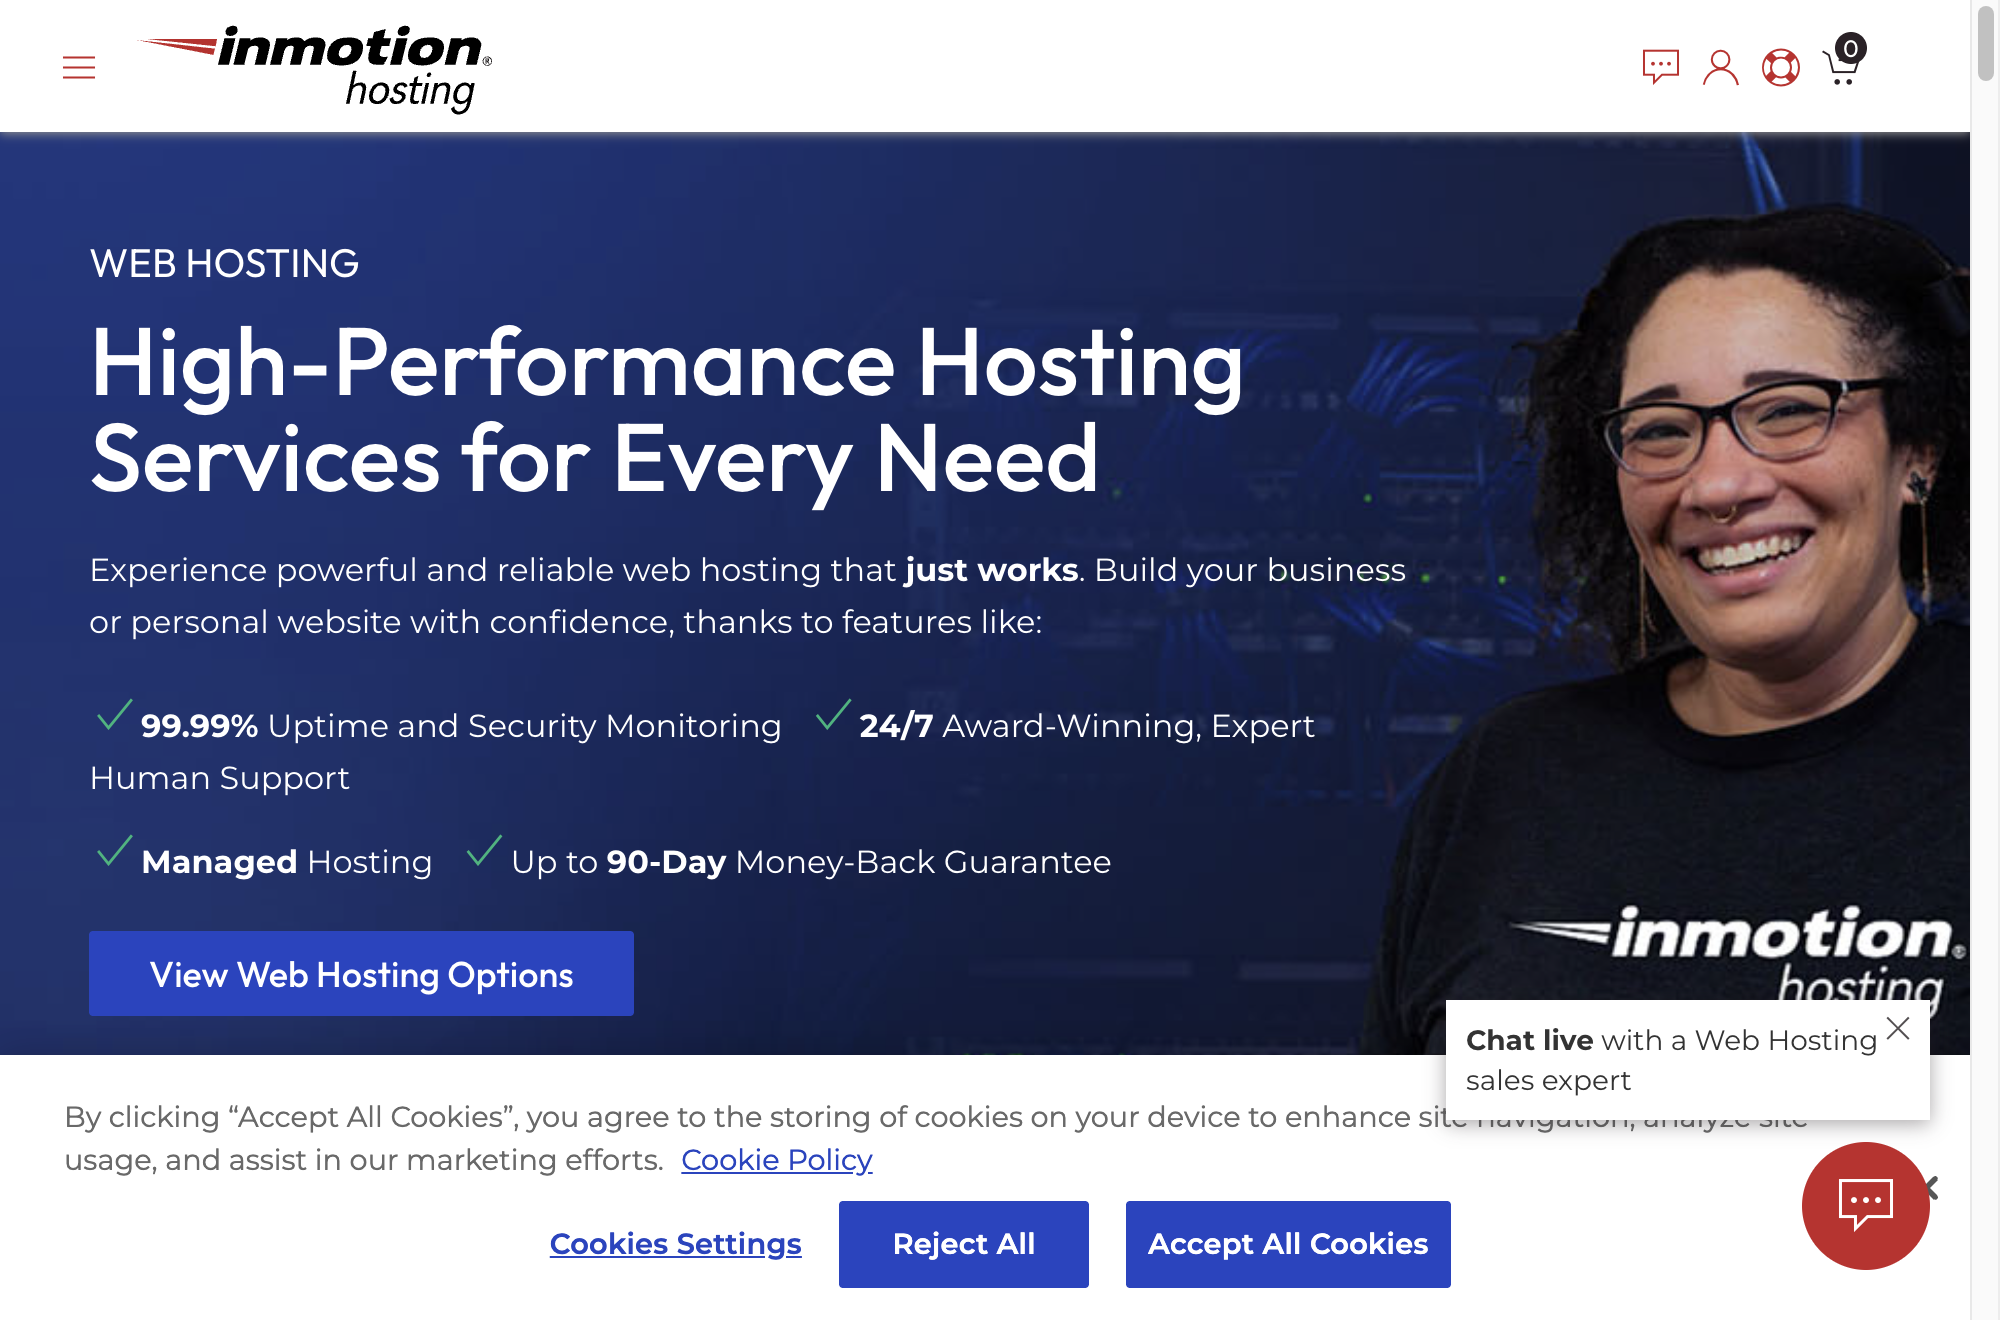 inmotion®
hosting
0
WEB HOSTING
High-Performance Hosting
Services for Every Need
Experience powerful and reliable web hosting that just works. Build your business
or personal website with confidence, thanks to features like:
99.99% Uptime and Security Monitoring 24/7 Award-Winning, Expert
Human Support
Managed Hosting Up to 90-Day Money-Back Guarantee
View Web Hosting Options
inmotion®
hosting
Chat live with a Web Hosting
sales expert
By clicking “Accept All Cookies”, you agree to the storing of cookies on your device to enhance site navigation, analyze site
usage, and assist in our marketing efforts. Cookie Policy
Cookies Settings
Reject All
Accept All Cookies